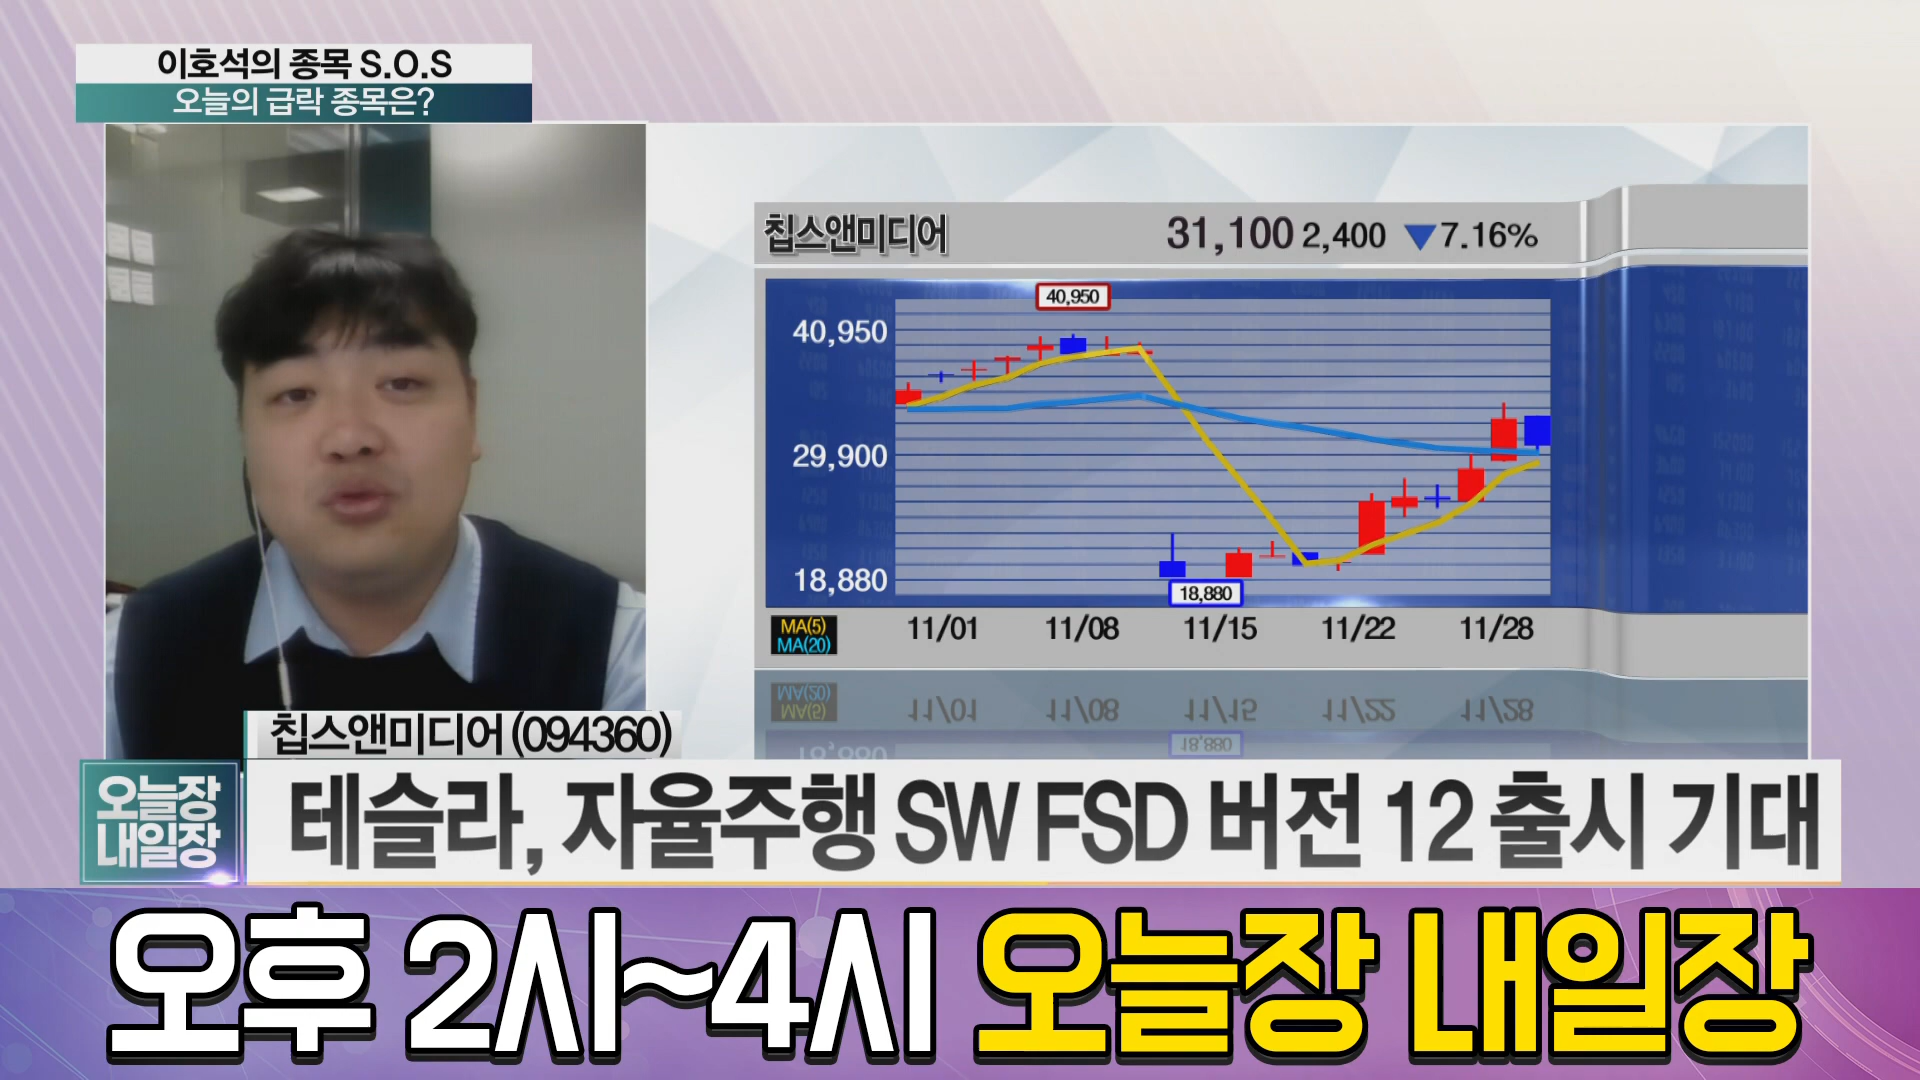 이호석의 종목 S.O.S
오늘의 급락 종목은?
칩스앤미디어 31,100 2,400 ▼7.16%
40,950
40,950
29,900
18,880
18,880
MA(5)
MA(20)
11/01 11/08 11/15 11/22 11/28
칩스앤미디어(094360)
오늘장
내일장
테슬라, 자율주행 SW FSD 버전 12 출시 기대
오후 2시~4시 오늘장 내일장